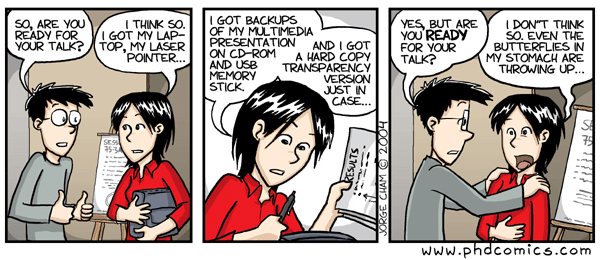 SO, ARE YOU
READY FOR
YOUR TALK?
I THINK SO.
I GOT MY LAP-
TOP, MY LASER
POINTER...
I GOT BACKUPS
OF MY MULTIMEDIA
PRESENTATION
ON CD-ROM
AND USB
MEMORY
STICK.
AND I GOT
A HARD COPY
TRANSPARENCY
VERSION
JUST IN
CASE...
RESULTS
JORGE CHAM © 2004
YES, BUT ARE
YOU READY
FOR YOUR
TALK?
I DON'T THINK
SO. EVEN THE
BUTTERFLIES IN
MY STOMACH ARE
THROWING UP...
www.phdcomics.com